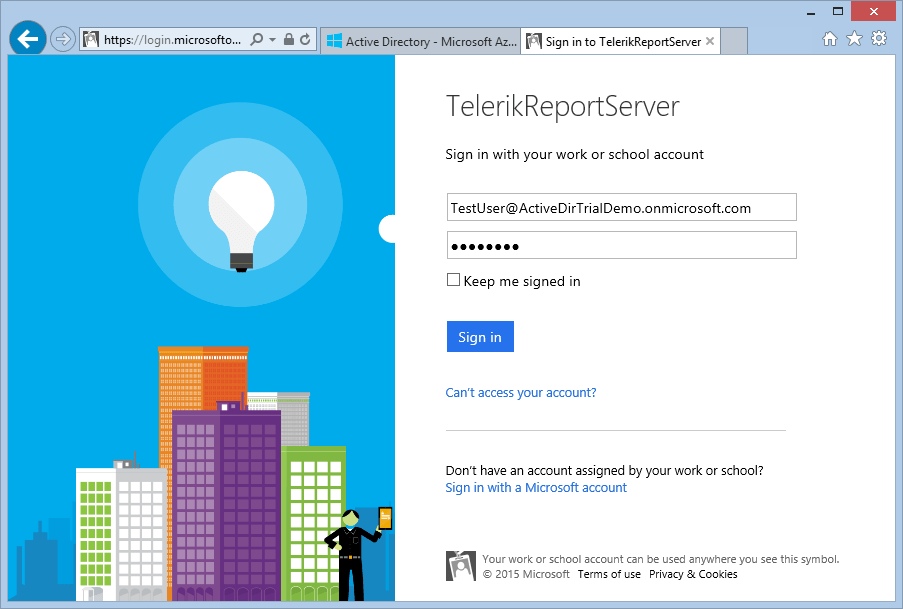 https://login.microsofto...
Active Directory - Microsoft Az...
Sign in to TelerikReportServer
TelerikReportServer
Sign in with your work or school account
TestUser@ActiveDirTrialDemo.onmicrosoft.com
●●●●●●●●
Keep me signed in
Sign in
Can't access your account?
Don't have an account assigned by your work or school?
Sign in with a Microsoft account
Your work or school account can be used anywhere you see this symbol.
© 2015 Microsoft Terms of use Privacy & Cookies